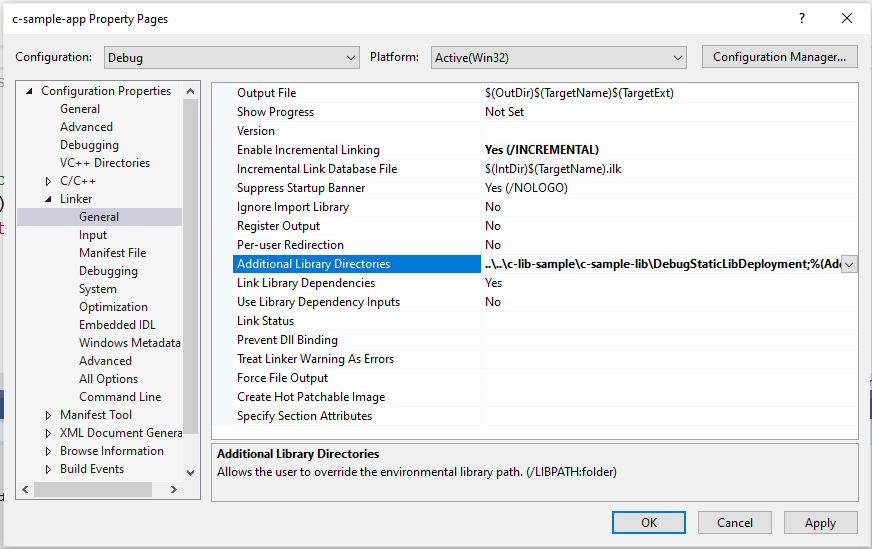 c-sample-app Property Pages
? ×
Configuration: Debug Platform: Active(Win32) Configuration Manager...
Configuration Properties
General
Advanced
Debugging
VC++ Directories
C/C++
Linker
General
Input
Manifest File
Debugging
System
Optimization
Embedded IDL
Windows Metadata
Advanced
All Options
Command Line
Manifest Tool
XML Document Genera
Browse Information
Build Events
Output File $(OutDir)$(TargetName)$(TargetExt)
Show Progress Not Set
Version
Enable Incremental Linking Yes (/INCREMENTAL)
Incremental Link Database File $(IntDir)$(TargetName).ilk
Suppress Startup Banner Yes (/NOLOGO)
Ignore Import Library No
Register Output No
Per-user Redirection No
Additional Library Directories ..\..\c-lib-sample\c-sample-lib\DebugStaticLibDeployment;%(Add
Link Library Dependencies Yes
Use Library Dependency Inputs No
Link Status
Prevent Dll Binding
Treat Linker Warning As Errors
Force File Output
Create Hot Patchable Image
Specify Section Attributes
Additional Library Directories
Allows the user to override the environmental library path. (/LIBPATH:folder)
OK Cancel Apply